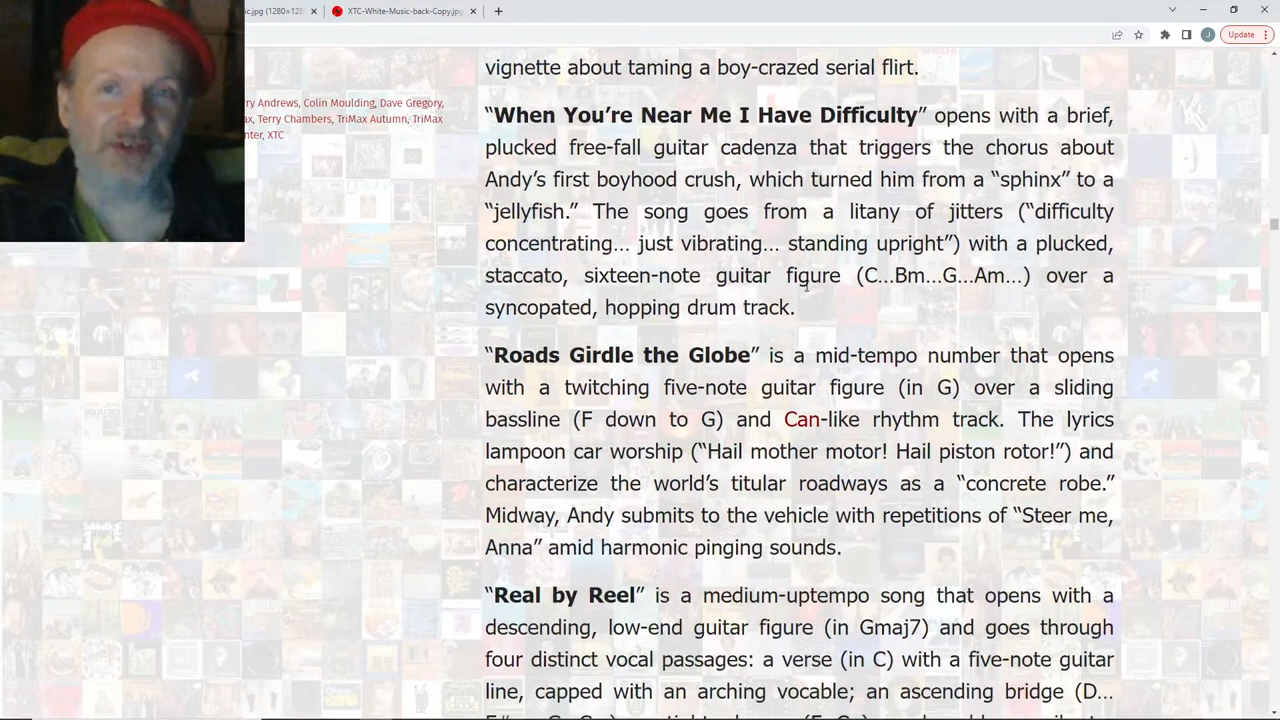 ic.jpg (1280×128
XTC-White-Music-back-Copy.jpg
Update
ry Andrews, Colin Moulding, Dave Gregory,
ax, Terry Chambers, TriMax Autumn, TriMax
nter, XTC
vignette about taming a boy-crazed serial flirt.
“When You’re Near Me I Have Difficulty” opens with a brief,
plucked free-fall guitar cadenza that triggers the chorus about
Andy’s first boyhood crush, which turned him from a “sphinx” to a
“jellyfish.” The song goes from a litany of jitters (“difficulty
concentrating… just vibrating… standing upright”) with a plucked,
staccato, sixteen-note guitar figure (C…Bm…G…Am…) over a
syncopated, hopping drum track.
“Roads Girdle the Globe” is a mid-tempo number that opens
with a twitching five-note guitar figure (in G) over a sliding
bassline (F down to G) and Can-like rhythm track. The lyrics
lampoon car worship (“Hail mother motor! Hail piston rotor!”) and
characterize the world’s titular roadways as a “concrete robe.”
Midway, Andy submits to the vehicle with repetitions of “Steer me,
Anna” amid harmonic pinging sounds.
“Real by Reel” is a medium-uptempo song that opens with a
descending, low-end guitar figure (in Gmaj7) and goes through
four distinct vocal passages: a verse (in C) with a five-note guitar
line, capped with an arching vocable; an ascending bridge (D…